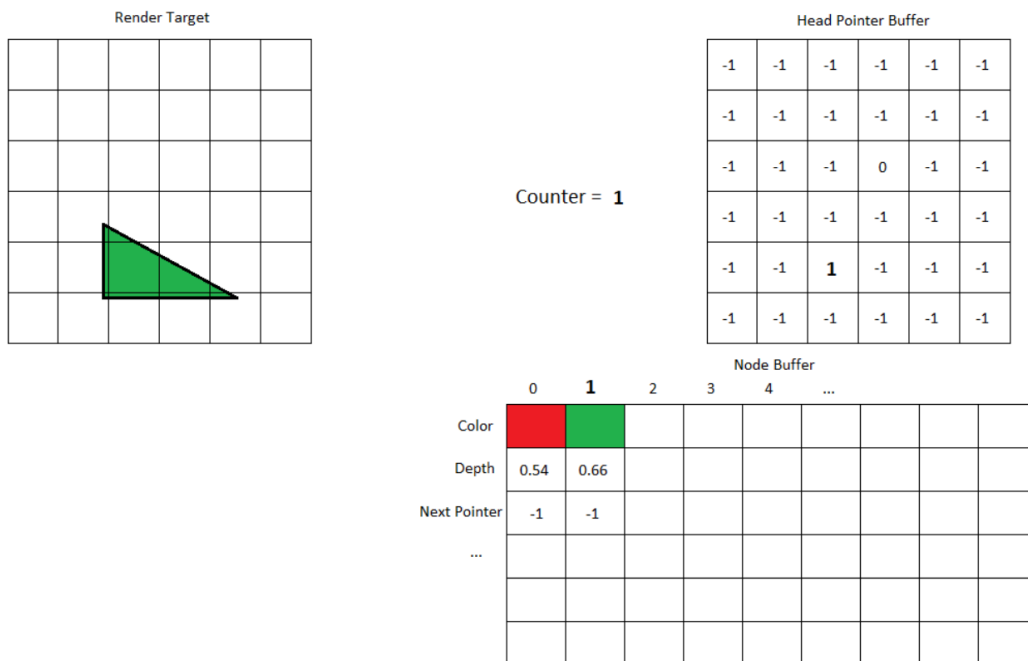 Render Target
Head Pointer Buffer
-1 -1 -1 -1 -1 -1
-1 -1 -1 -1 -1 -1
-1 -1 -1 0 -1 -1
Counter = 1
-1 -1 -1 -1 -1 -1
-1 -1 1 -1 -1 -1
-1 -1 -1 -1 -1 -1
Node Buffer
0 1 2 3 4 ...
Color
Depth 0.54 0.66
Next Pointer -1 -1
...